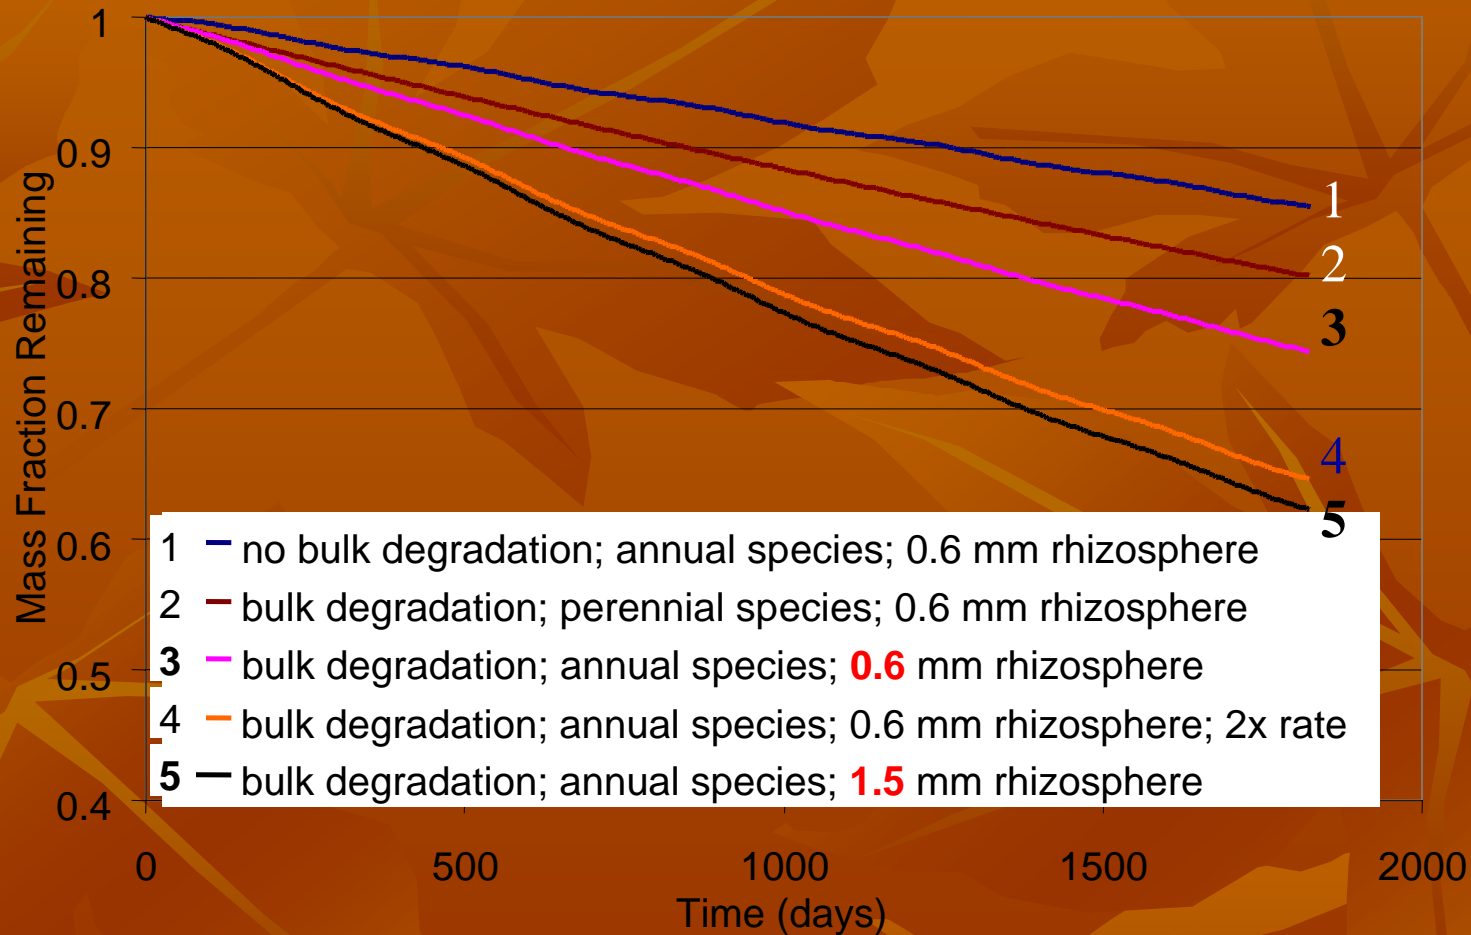 1
0.9
0.8
0.7
0.6
0.5
0.4
Mass Fraction Remaining
1
2
3
4
5
1 no bulk degradation; annual species; 0.6 mm rhizosphere
2 bulk degradation; perennial species; 0.6 mm rhizosphere
3 bulk degradation; annual species; 0.6 mm rhizosphere
4 bulk degradation; annual species; 0.6 mm rhizosphere; 2x rate
5 bulk degradation; annual species; 1.5 mm rhizosphere
0 500 1000 1500 2000
Time (days)